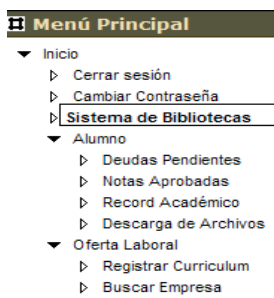 Menú Principal
Inicio
Cerrar sesión
Cambiar Contraseña
Sistema de Bibliotecas
Alumno
Deudas Pendientes
Notas Aprobadas
Record Académico
Descarga de Archivos
Oferta Laboral
Registrar Curriculum
Buscar Empresa